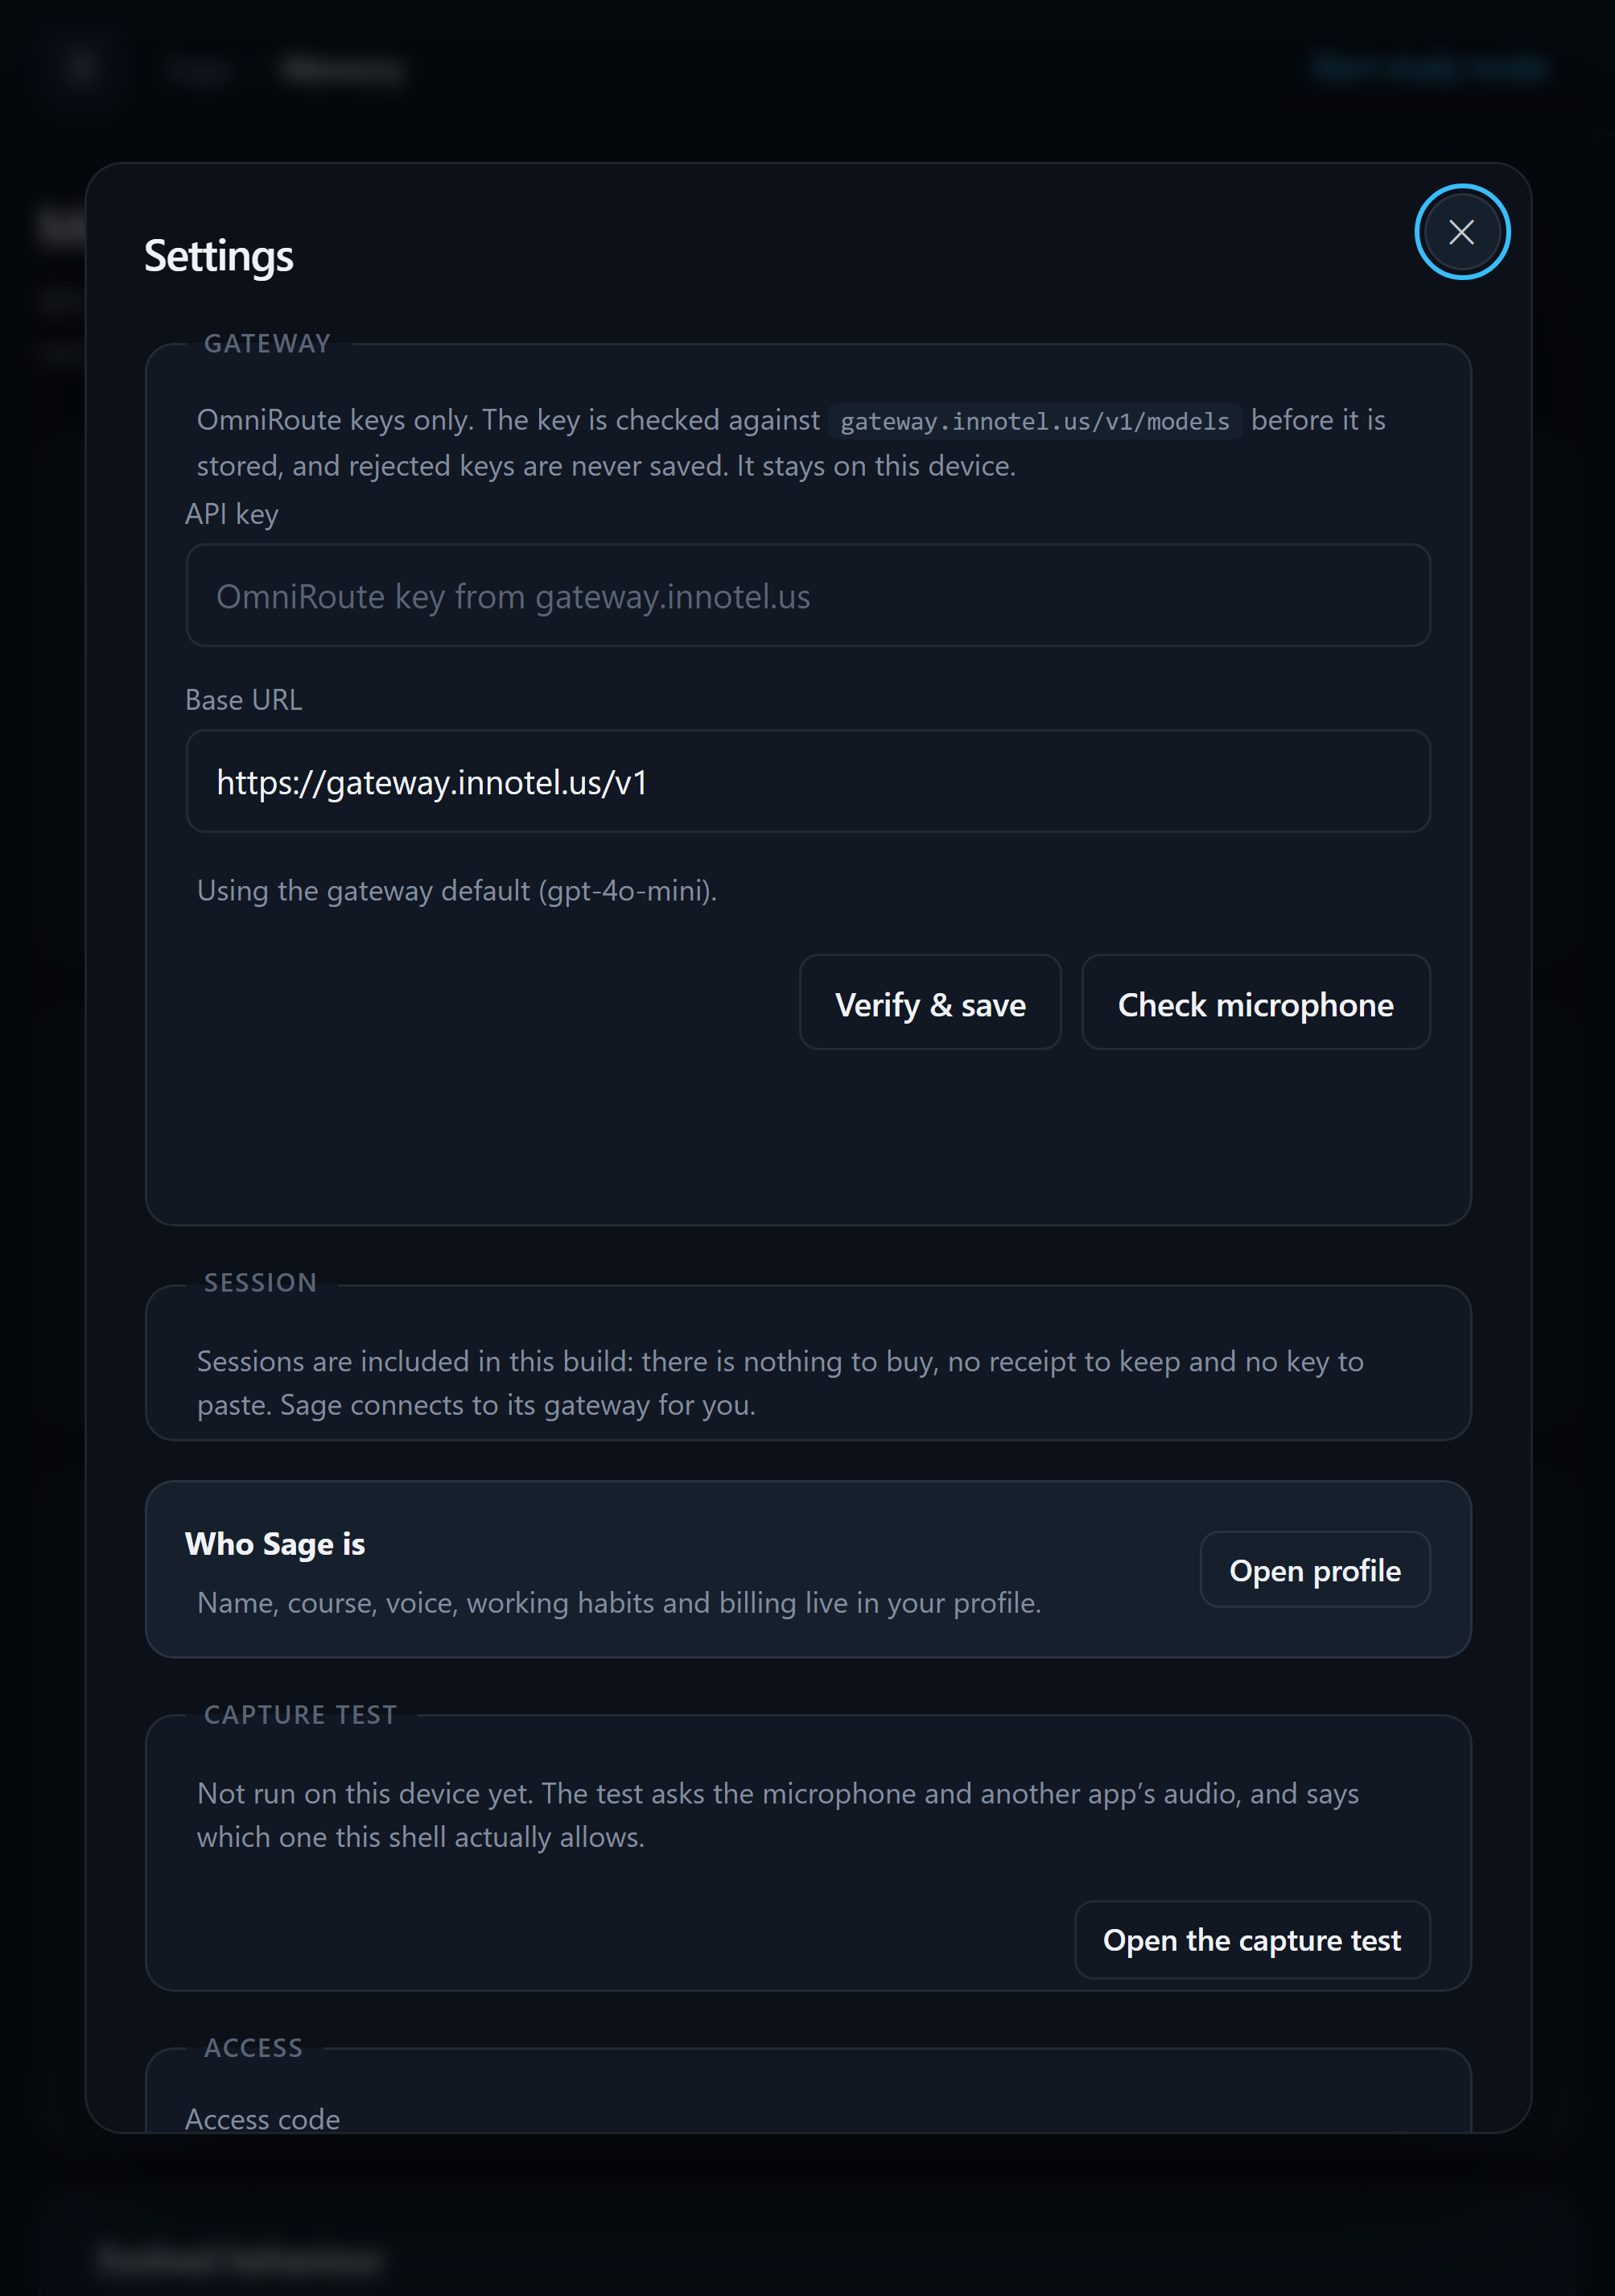 Memory
Settings
GATEWAY
OmniRoute keys only. The key is checked against gateway.innotel.us/v1/models before it is
stored, and rejected keys are never saved. It stays on this device.
API key
OmniRoute key from gateway.innotel.us
Base URL
https://gateway.innotel.us/v1
Using the gateway default (gpt-4o-mini).
Verify & save
Check microphone
SESSION
Sessions are included in this build: there is nothing to buy, no receipt to keep and no key to
paste. Sage connects to its gateway for you.
Who Sage is
Open profile
Name, course, voice, working habits and billing live in your profile.
CAPTURE TEST
Not run on this device yet. The test asks the microphone and another app’s audio, and says
which one this shell actually allows.
Open the capture test
ACCESS
Access code